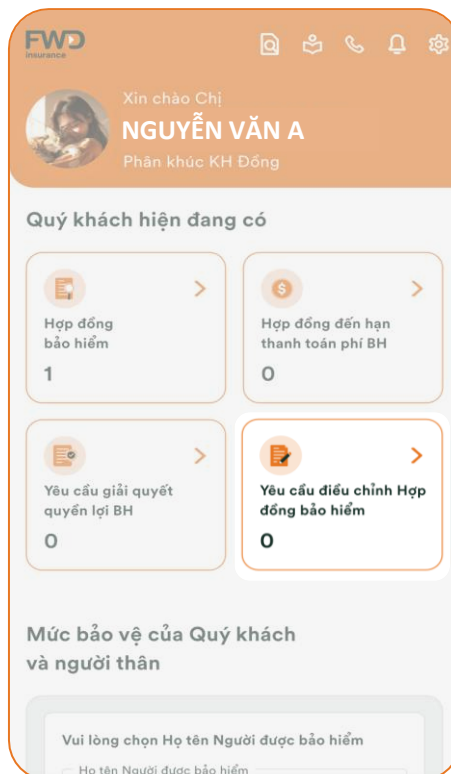 FWD
insurance
Xin chào Chị
NGUYỄN VĂN A
Phân khúc KH Đồng
Quý khách hiện đang có
Hợp đồng
bảo hiểm
1
Hợp đồng đến hạn
thanh toán phí BH
0
Yêu cầu giải quyết
quyền lợi BH
0
Yêu cầu điều chỉnh Hợp
đồng bảo hiểm
0
Mức bảo vệ của Quý khách
và người thân
Vui lòng chọn Họ tên Người được bảo hiểm
Họ tên Người được bảo hiểm